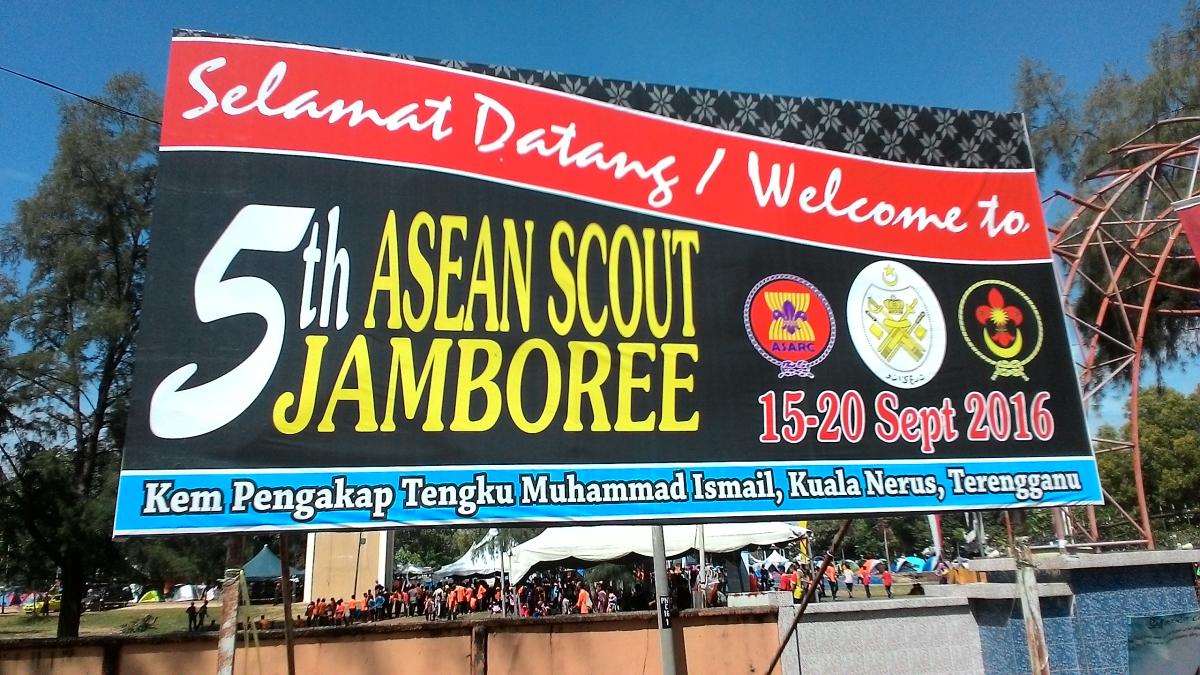 Selamat Datang / Welcome to
5th ASEAN SCOUT
JAMBOREE
ASARC
15-20 Sept 2016
Kem Pengakap Tengku Muhammad Ismail, Kuala Nerus, Terengganu